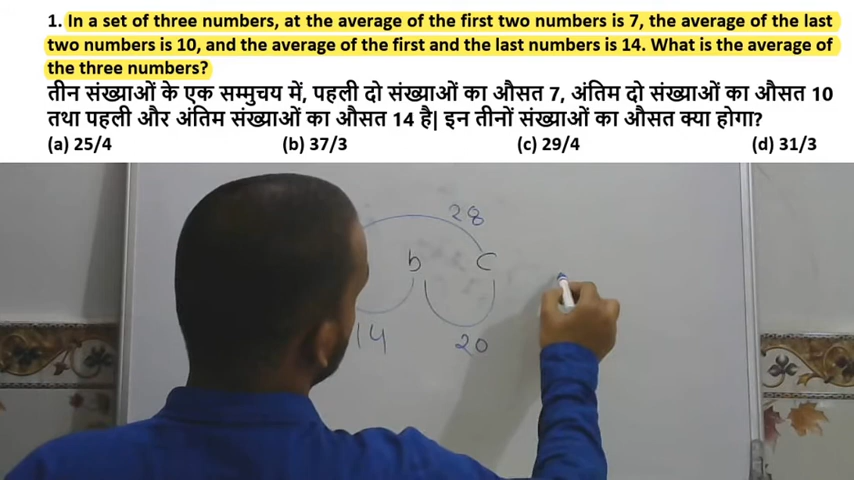 1. In a set of three numbers, at the average of the first two numbers is 7, the average of the last
two numbers is 10, and the average of the first and the last numbers is 14. What is the average of
the three numbers?
तीन संख्याओं के एक सम्मुचय में, पहली दो संख्याओं का औसत 7, अंतिम दो संख्याओं का औसत 10
तथा पहली और अंतिम संख्याओं का औसत 14 है| इन तीनों संख्याओं का औसत क्या होगा?
(a) 25/4 (b) 37/3 (c) 29/4 (d) 31/3
28
b c
14 20